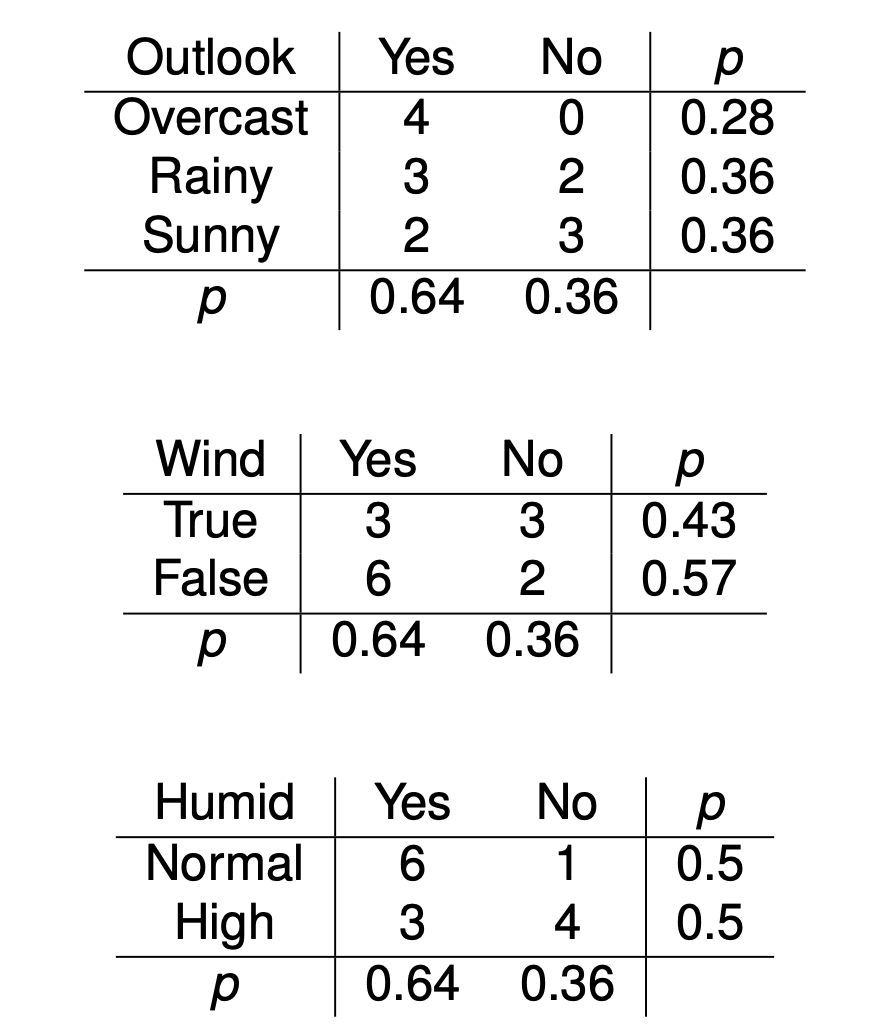 Outlook Yes No p
Overcast 4 0 0.28
Rainy 3 2 0.36
Sunny 2 3 0.36
p 0.64 0.36
Wind Yes No p
True 3 3 0.43
False 6 2 0.57
p 0.64 0.36
Humid Yes No p
Normal 6 1 0.5
High 3 4 0.5
p 0.64 0.36